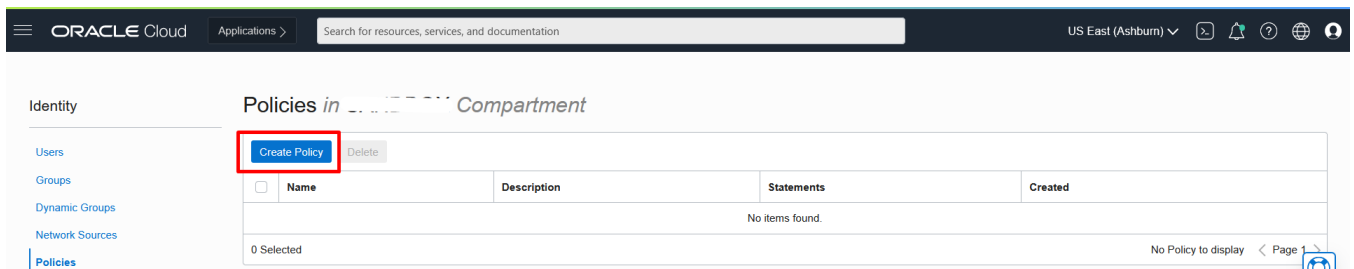 ORACLE Cloud
Applications >
Search for resources, services, and documentation
US East (Ashburn)
Identity
Users
Groups
Dynamic Groups
Network Sources
Policies
Policies in Compartment
Create Policy
Delete
Name Description Statements Created
No items found.
0 Selected
No Policy to display < Page 1 >